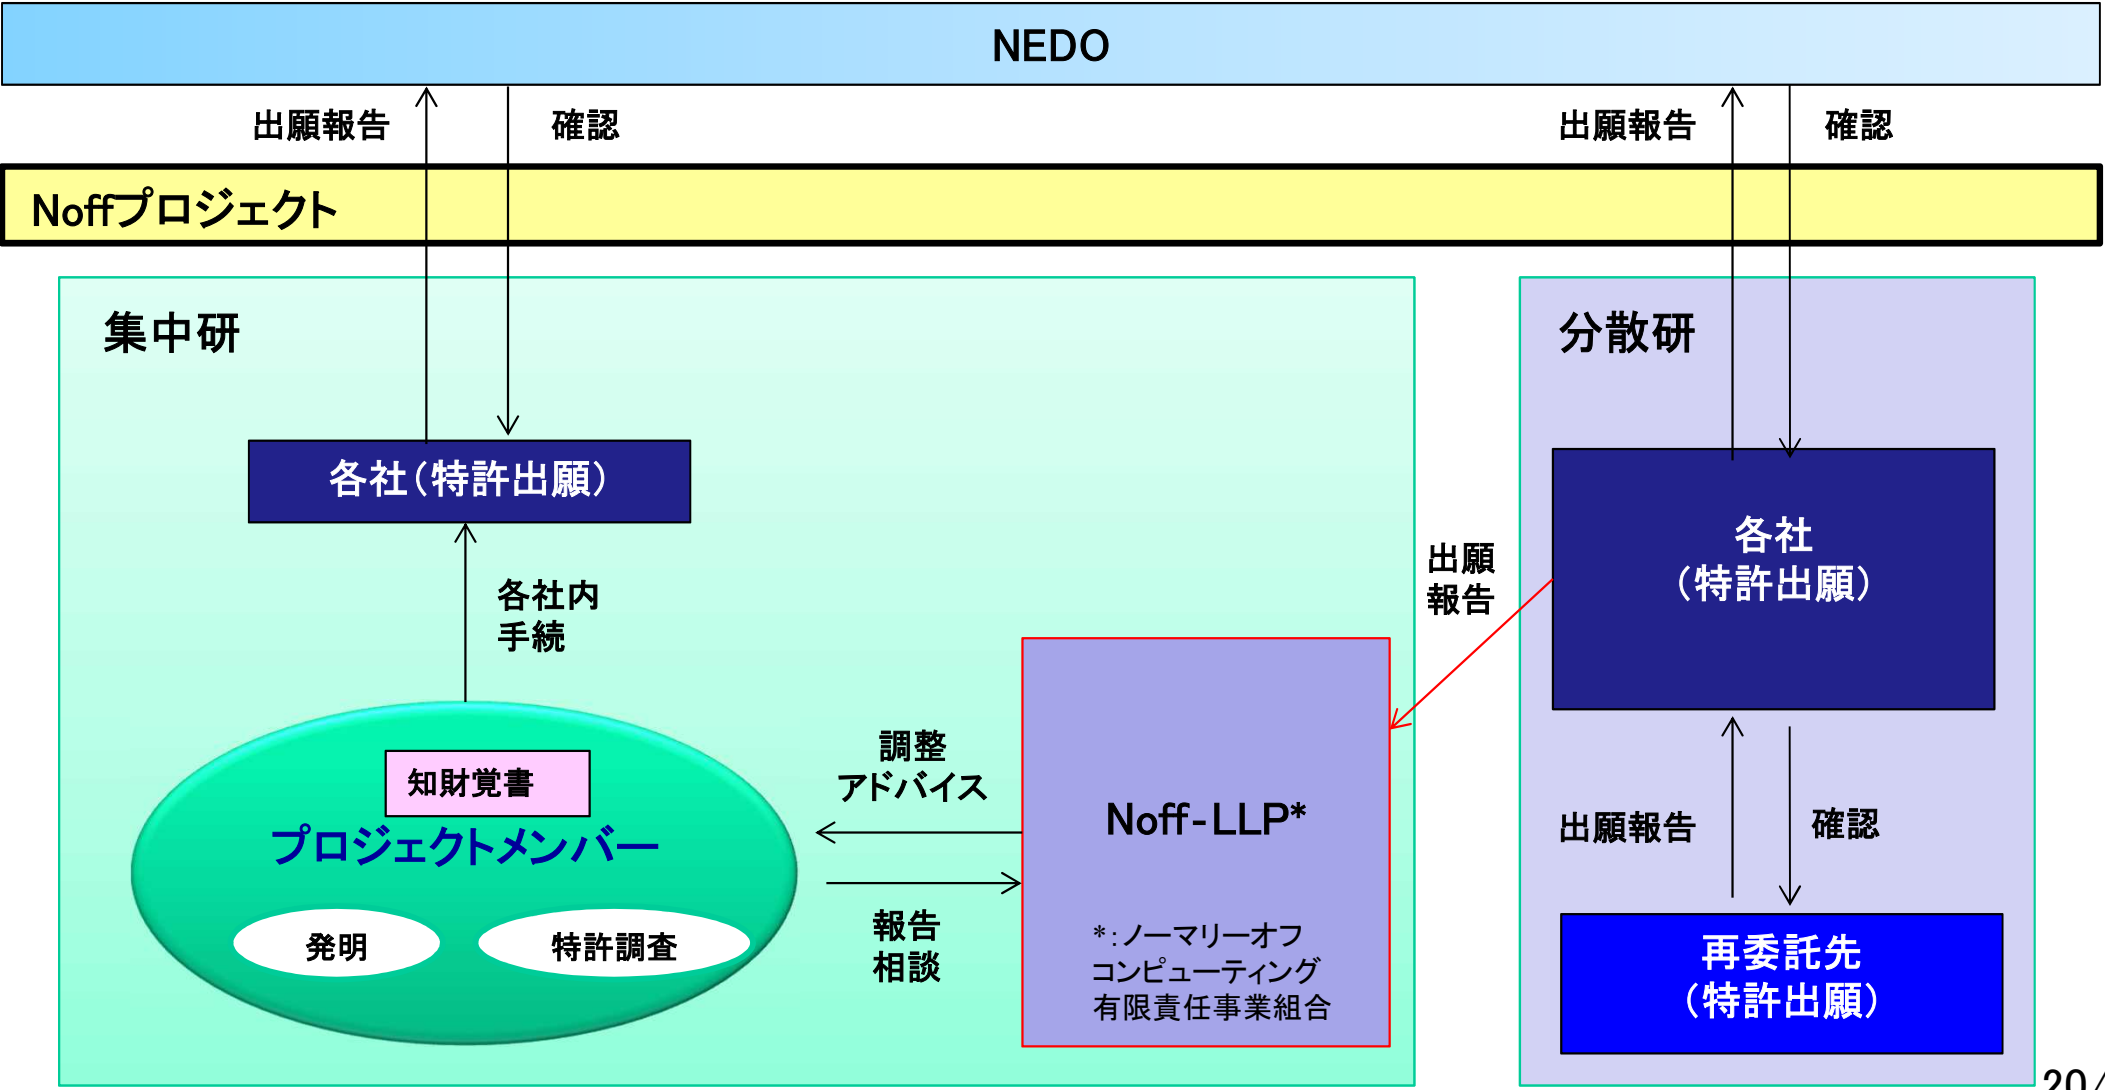 NEDO
出願報告
確認
出願報告
確認
Noffプロジェクト
集中研
分散研
各社(特許出願)
各社
(特許出願)
出願
報告
各社内
手続
知財覚書
プロジェクトメンバー
発明
特許調査
調整
アドバイス
報告
相談
Noff-LLP*
*:ノーマリーオフ
コンピューティング
有限責任事業組合
出願報告
確認
再委託先
(特許出願)
20/